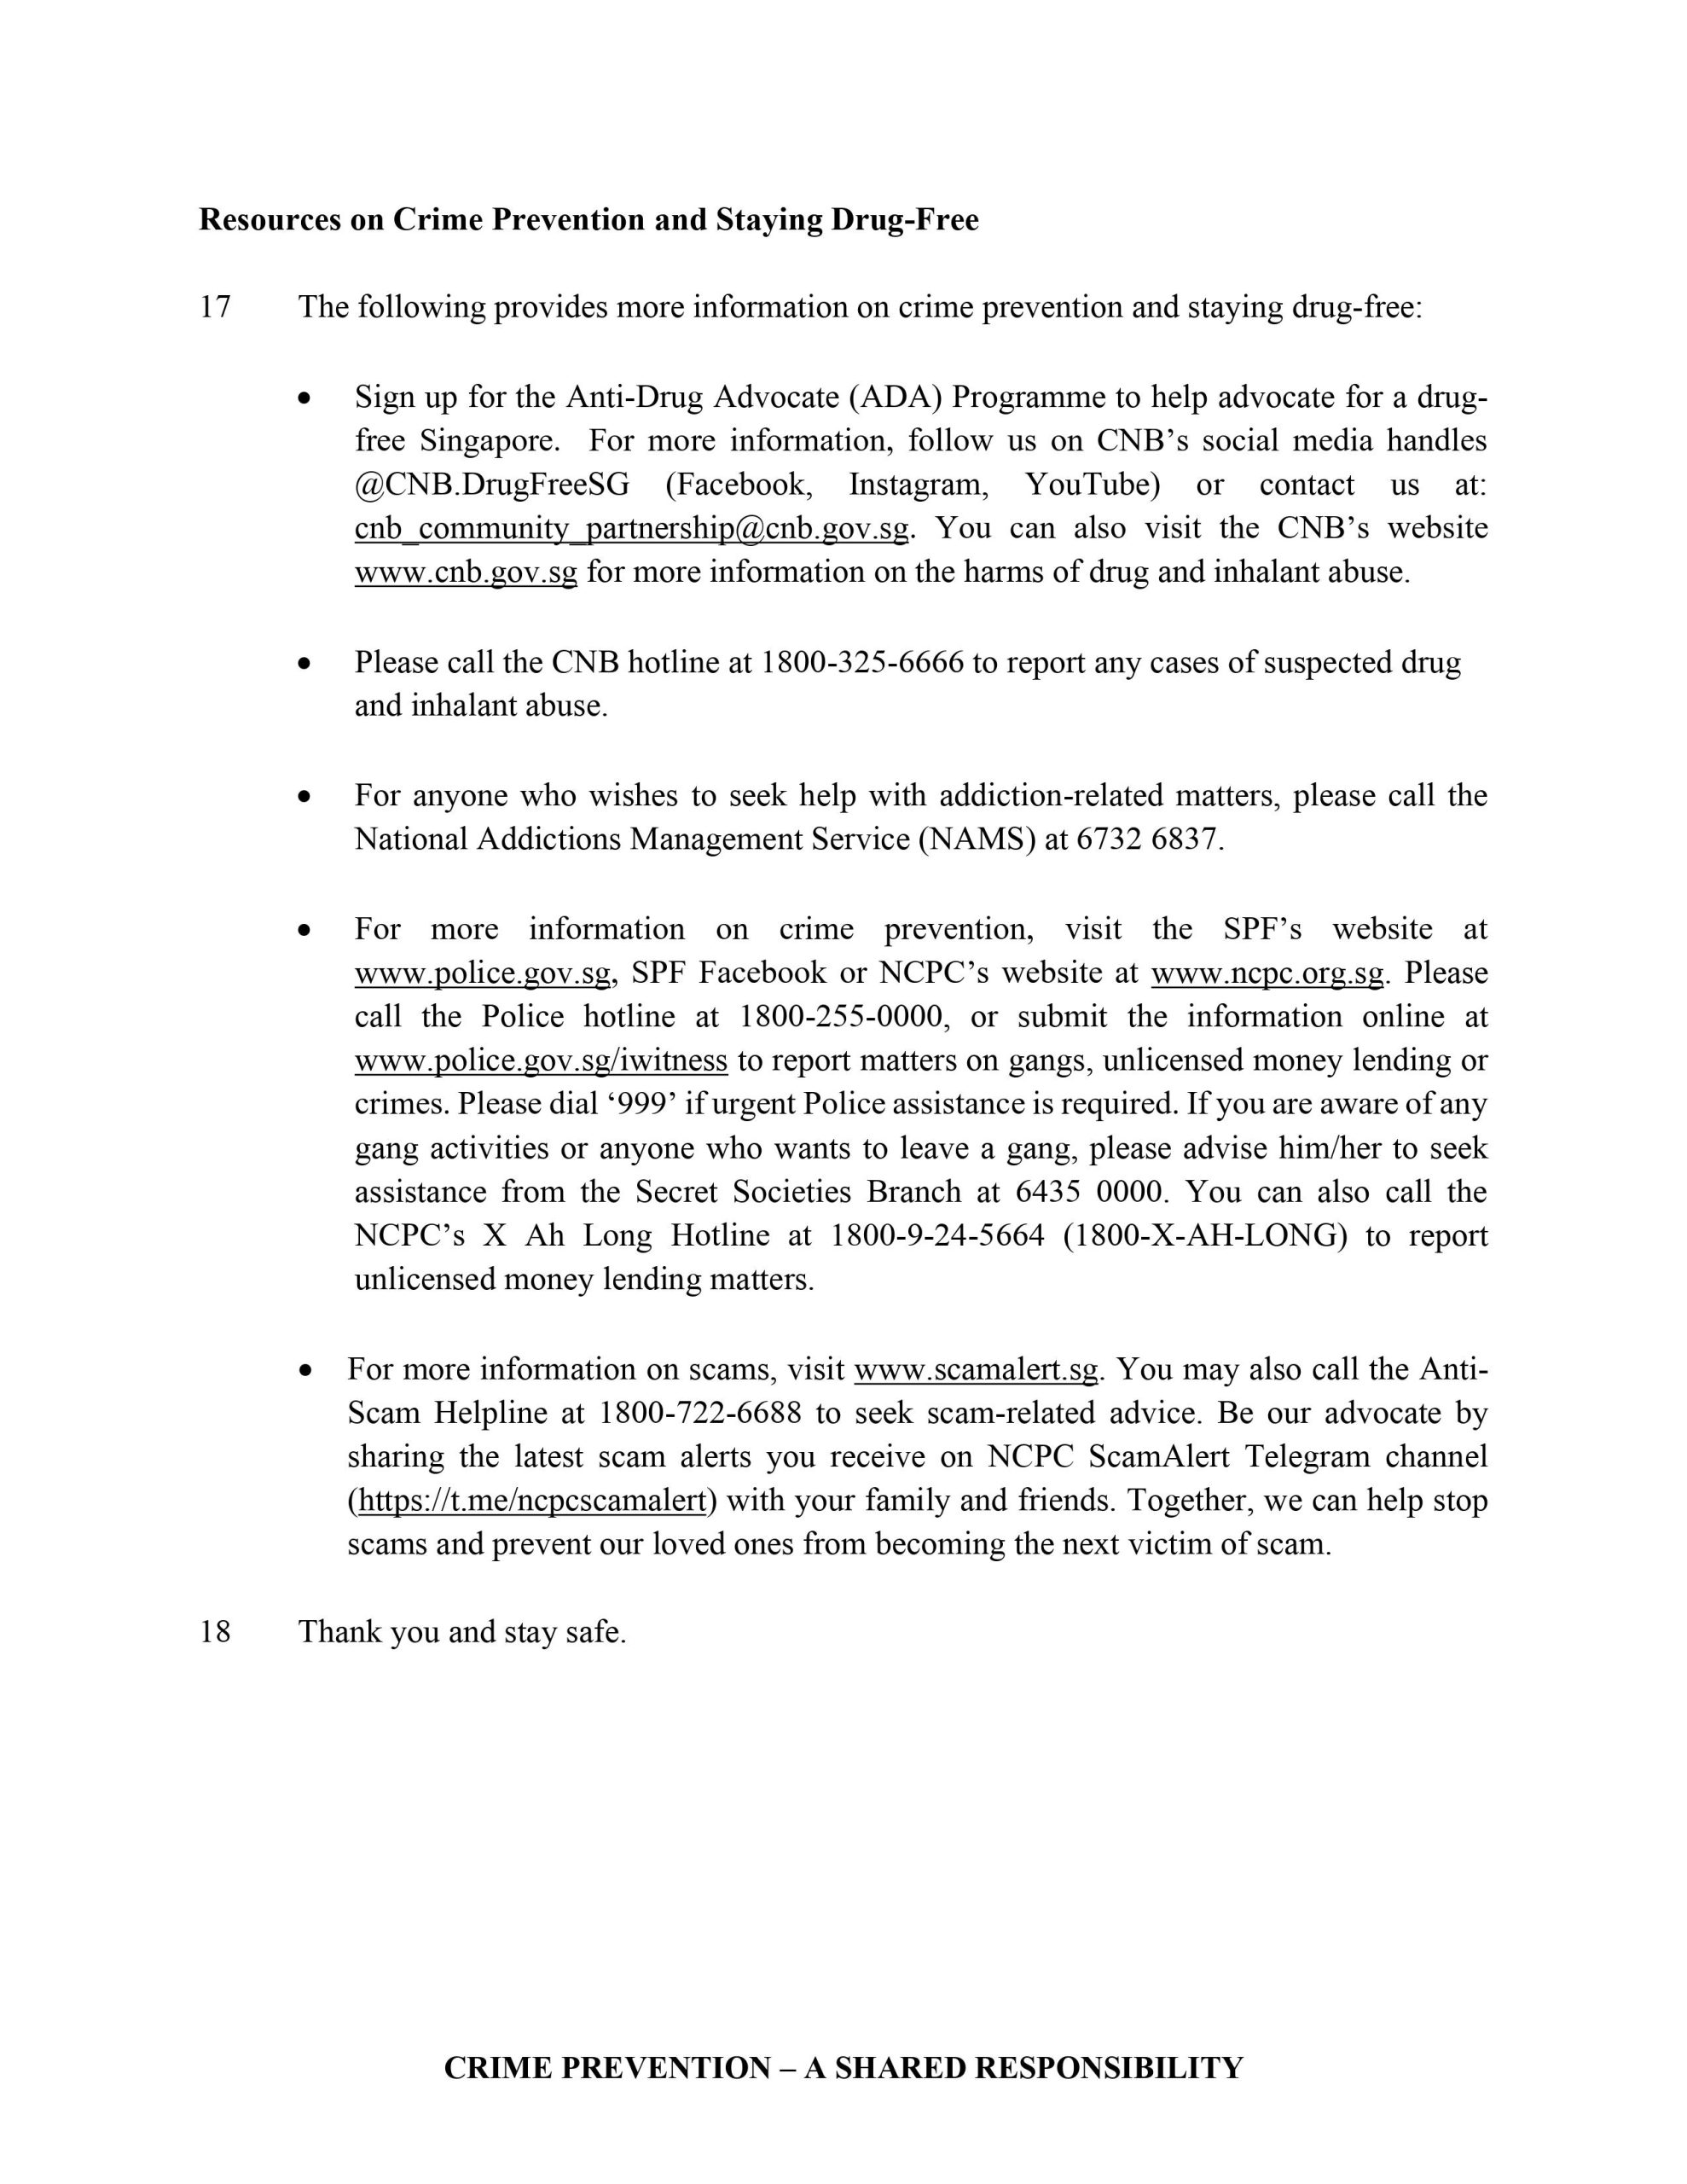 Resources on Crime Prevention and Staying Drug-Free
17 The following provides more information on crime prevention and staying drug-free:
• Sign up for the Anti-Drug Advocate (ADA) Programme to help advocate for a drug-
free Singapore. For more information, follow us on CNB’s social media handles
@CNB.DrugFreeSG (Facebook, Instagram, YouTube) or contact us at:
cnb_community_partnership@cnb.gov.sg. You can also visit the CNB’s website
www.cnb.gov.sg for more information on the harms of drug and inhalant abuse.
• Please call the CNB hotline at 1800-325-6666 to report any cases of suspected drug
and inhalant abuse.
• For anyone who wishes to seek help with addiction-related matters, please call the
National Addictions Management Service (NAMS) at 6732 6837.
• For more information on crime prevention, visit the SPF’s website at
www.police.gov.sg, SPF Facebook or NCPC’s website at www.ncpc.org.sg. Please
call the Police hotline at 1800-255-0000, or submit the information online at
www.police.gov.sg/iwitness to report matters on gangs, unlicensed money lending or
crimes. Please dial ‘999’ if urgent Police assistance is required. If you are aware of any
gang activities or anyone who wants to leave a gang, please advise him/her to seek
assistance from the Secret Societies Branch at 6435 0000. You can also call the
NCPC’s X Ah Long Hotline at 1800-9-24-5664 (1800-X-AH-LONG) to report
unlicensed money lending matters.
• For more information on scams, visit www.scamalert.sg. You may also call the Anti-
Scam Helpline at 1800-722-6688 to seek scam-related advice. Be our advocate by
sharing the latest scam alerts you receive on NCPC ScamAlert Telegram channel
(https://t.me/ncpcscamalert) with your family and friends. Together, we can help stop
scams and prevent our loved ones from becoming the next victim of scam.
18 Thank you and stay safe.
CRIME PREVENTION – A SHARED RESPONSIBILITY